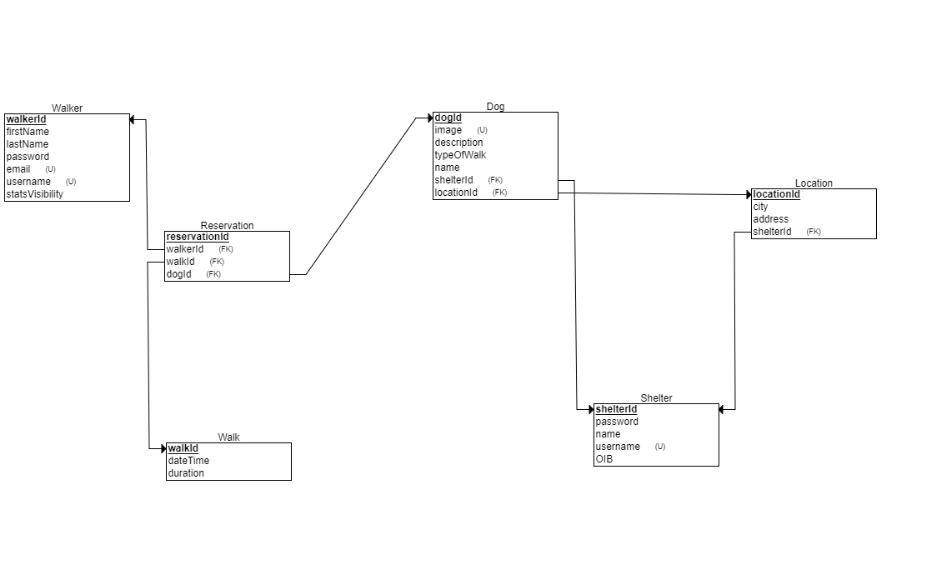 Walker
walkerId
firstName
lastName
password
email (U)
username (U)
statsVisibility
Reservation
reservationId
walkerId (FK)
walkId (FK)
dogId (FK)
Walk
walkId
dateTime
duration
Dog
dogId
image (U)
description
typeOfWalk
name
shelterId (FK)
locationId (FK)
Location
locationId
city
address
shelterId (FK)
Shelter
shelterId
password
name
username (U)
OIB